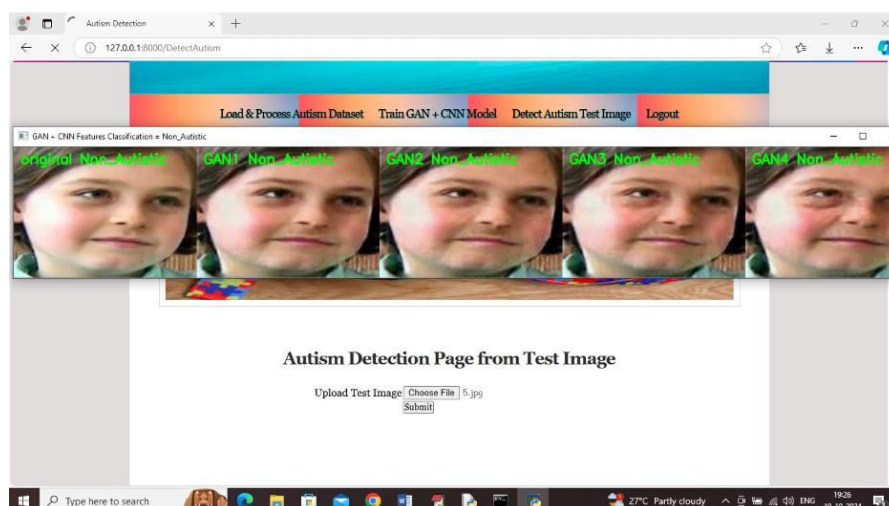 Autism Detection
127.0.0.1:8000/DetectAutism
Load & Process Autism Dataset Train GAN + CNN Model Detect Autism Test Image Logout
GAN + CNN Features Classification = Non_Autistic
original Non_Autistic GAN1 Non_Autistic GAN2 Non_Autistic GAN3 Non_Autistic GAN4 Non_Autistic
Autism Detection Page from Test Image
Upload Test Image Choose File 5.jpg
Submit
Type here to search 27°C Partly cloudy ENG 19:26